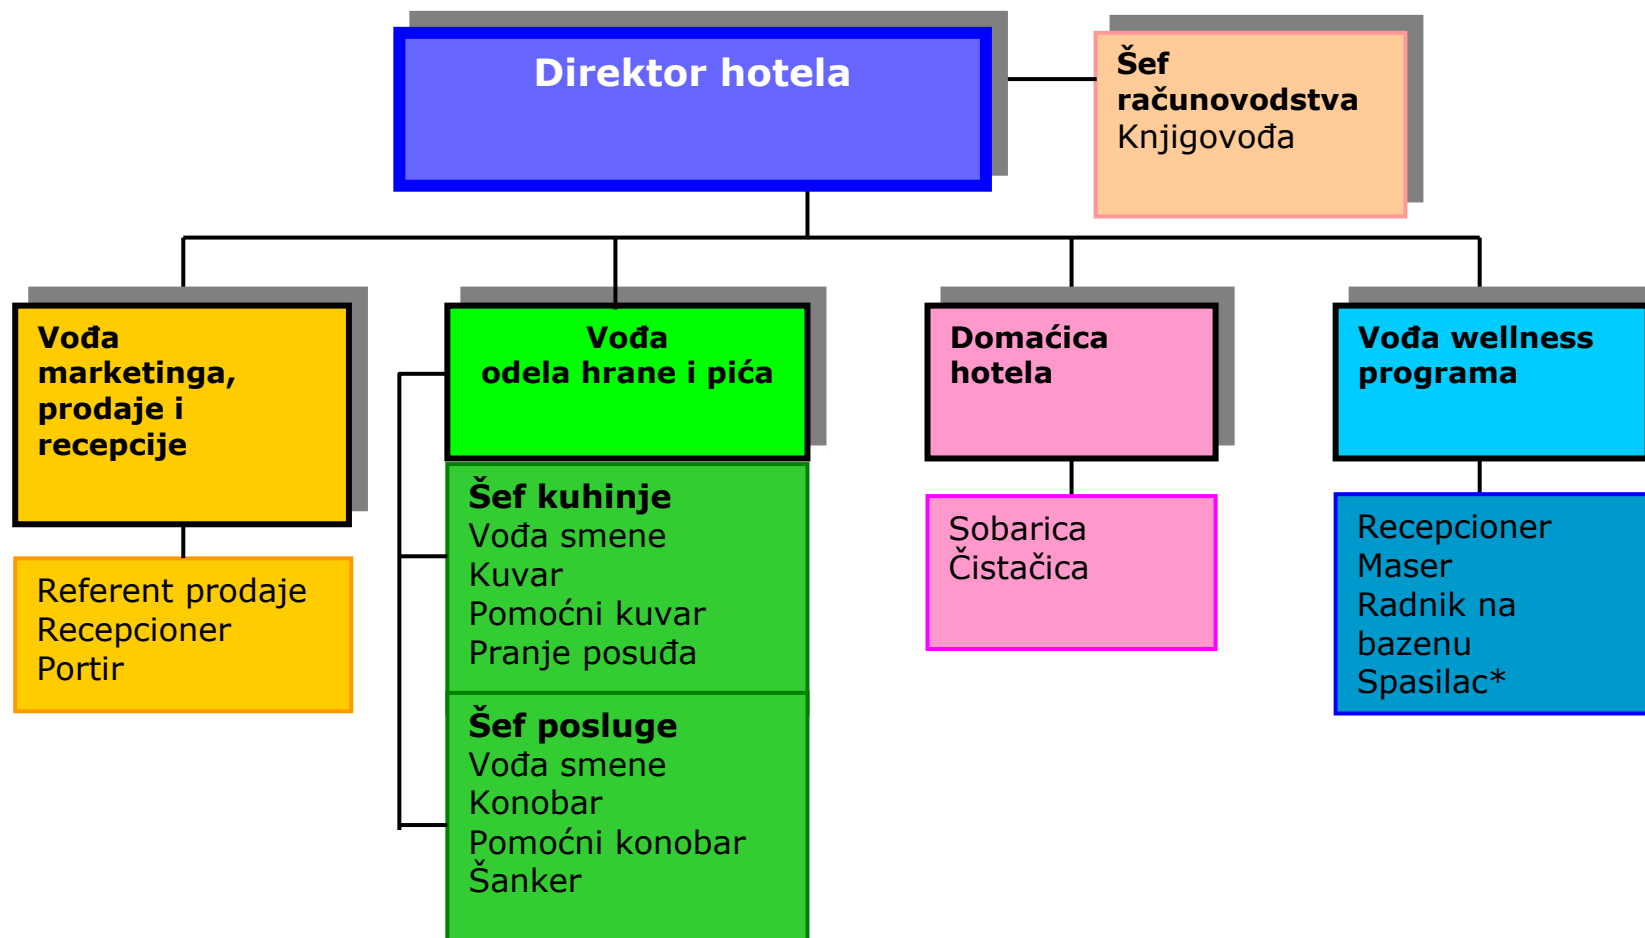 Direktor hotela
Šef
računovodstva
Knjigovođa
Vođa
marketinga,
prodaje i
recepcije
Referent prodaje
Recepcioner
Portir
Vođa
odela hrane i pića
Šef kuhinje
Vođa smene
Kuvar
Pomoćni kuvar
Pranje posuđa
Šef posluge
Vođa smene
Konobar
Pomoćni konobar
Šanker
Domaćica
hotela
Sobarica
Čistačica
Vođa wellness
programa
Recepcioner
Maser
Radnik na
bazenu
Spasilac*